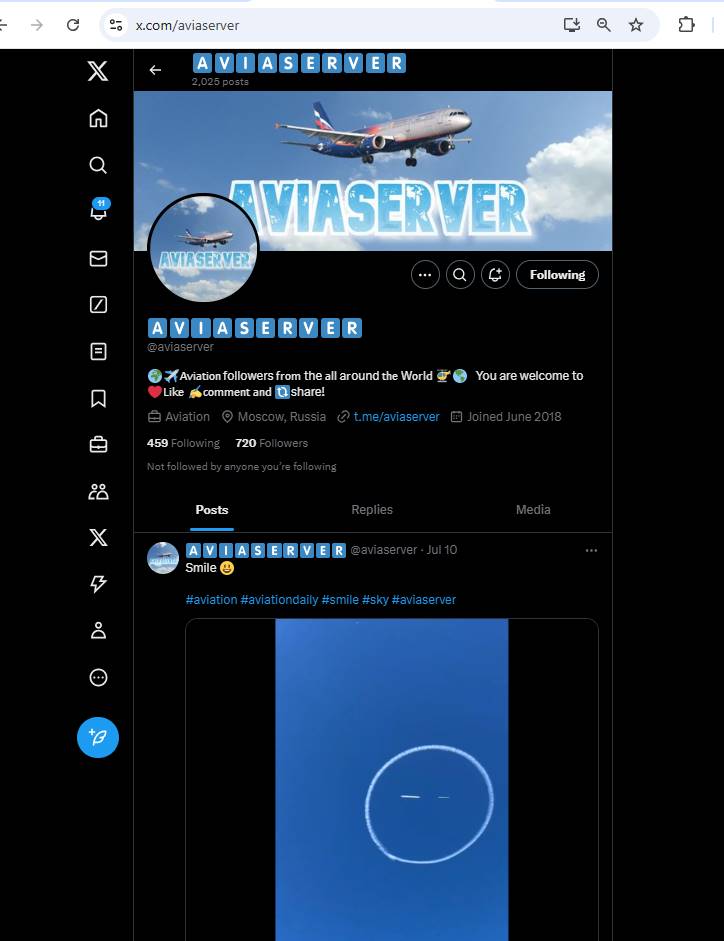 x.com/aviaserver
AVIASERVER
2,025 posts
AVIASERVER
AVIASERVER
11
Following
AVIASERVER
@aviaserver
🌍✈️Aviation followers from the all around the World 🚁🌍 You are welcome to
❤️Like ✍️comment and 🔃share!
Aviation Moscow, Russia t.me/aviaserver Joined June 2018
459 Following 720 Followers
Not followed by anyone you're following
Posts Replies Media
AVIASERVER @aviaserver · Jul 10
Smile 😃
#aviation #aviationdaily #smile #sky #aviaserver